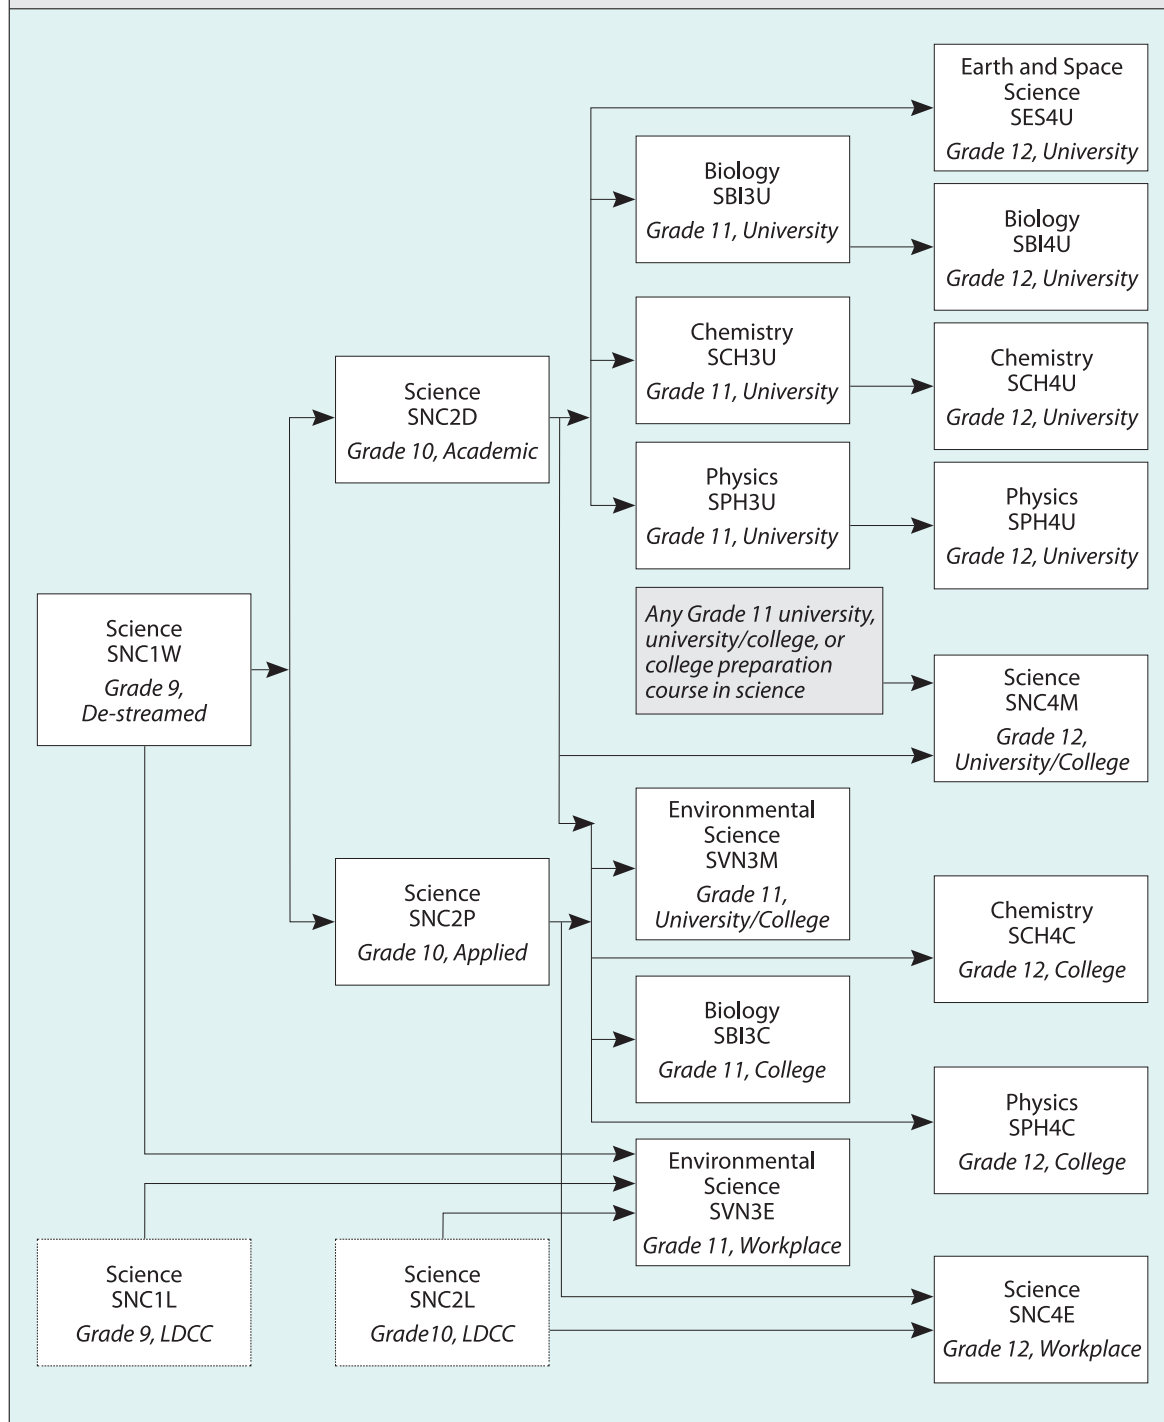 Earth and Space
Science
SES4U
Grade 12, University
Biology
SBI3U
Grade 11, University
Biology
SBI4U
Grade 12, University
Chemistry
SCH3U
Grade 11, University
Chemistry
SCH4U
Grade 12, University
Science
SNC2D
Grade 10, Academic
Physics
SPH3U
Grade 11, University
Physics
SPH4U
Grade 12, University
Science
SNC1W
Grade 9,
De-streamed
Any Grade 11 university,
university/college, or
college preparation
course in science
Science
SNC4M
Grade 12,
University/College
Environmental
Science
SVN3M
Grade 11,
University/College
Science
SNC2P
Grade 10, Applied
Chemistry
SCH4C
Grade 12, College
Biology
SBI3C
Grade 11, College
Physics
SPH4C
Grade 12, College
Environmental
Science
SVN3E
Grade 11, Workplace
Science
SNC1L
Grade 9, LDCC
Science
SNC2L
Grade10, LDCC
Science
SNC4E
Grade 12, Workplace